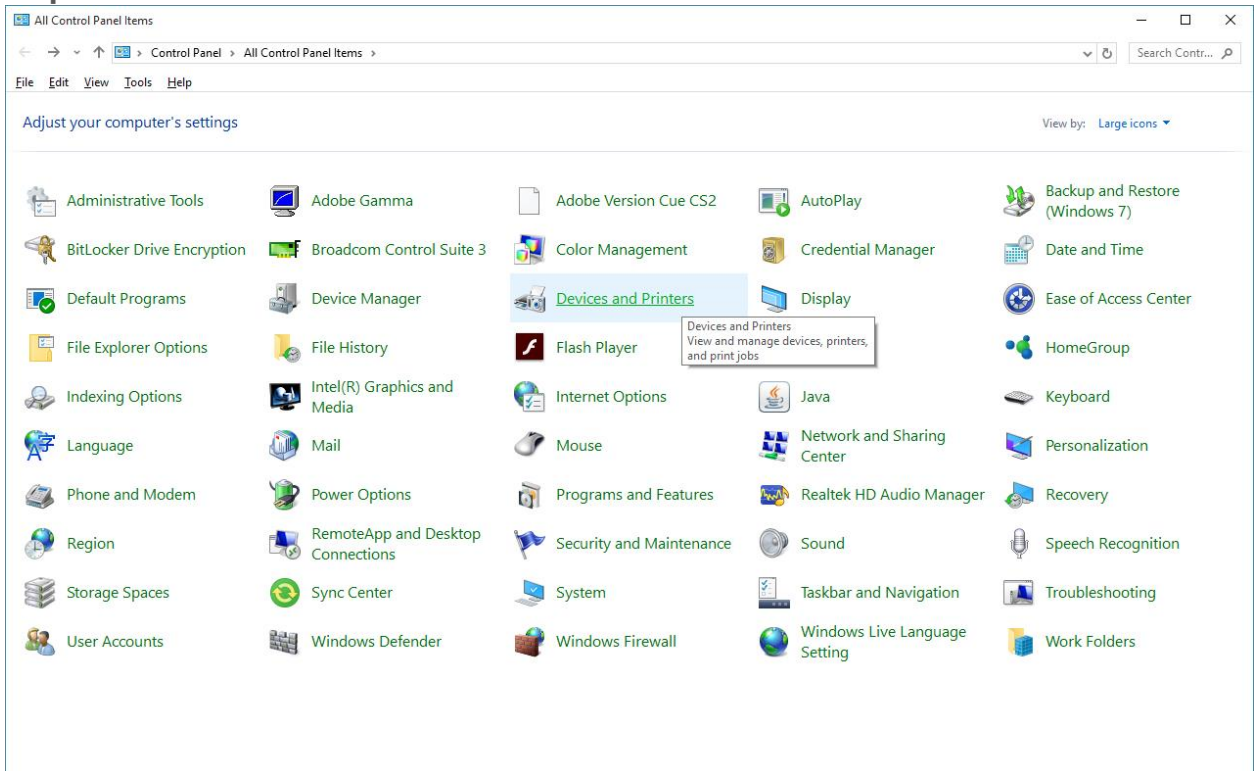 All Control Panel Items
Control Panel > All Control Panel Items >
Search Contr...
File Edit View Tools Help
Adjust your computer's settings
View by: Large icons
Administrative Tools
Adobe Gamma
Adobe Version Cue CS2
AutoPlay
Backup and Restore
(Windows 7)
BitLocker Drive Encryption
Broadcom Control Suite 3
Color Management
Credential Manager
Date and Time
Default Programs
Device Manager
Devices and Printers
Display
Ease of Access Center
Devices and Printers
View and manage devices, printers,
and print jobs
File Explorer Options
File History
Flash Player
HomeGroup
Indexing Options
Intel(R) Graphics and
Media
Internet Options
Java
Keyboard
Language
Mail
Mouse
Network and Sharing
Center
Personalization
Phone and Modem
Power Options
Programs and Features
Realtek HD Audio Manager
Recovery
Region
RemoteApp and Desktop
Connections
Security and Maintenance
Sound
Speech Recognition
Storage Spaces
Sync Center
System
Taskbar and Navigation
Troubleshooting
User Accounts
Windows Defender
Windows Firewall
Windows Live Language
Setting
Work Folders